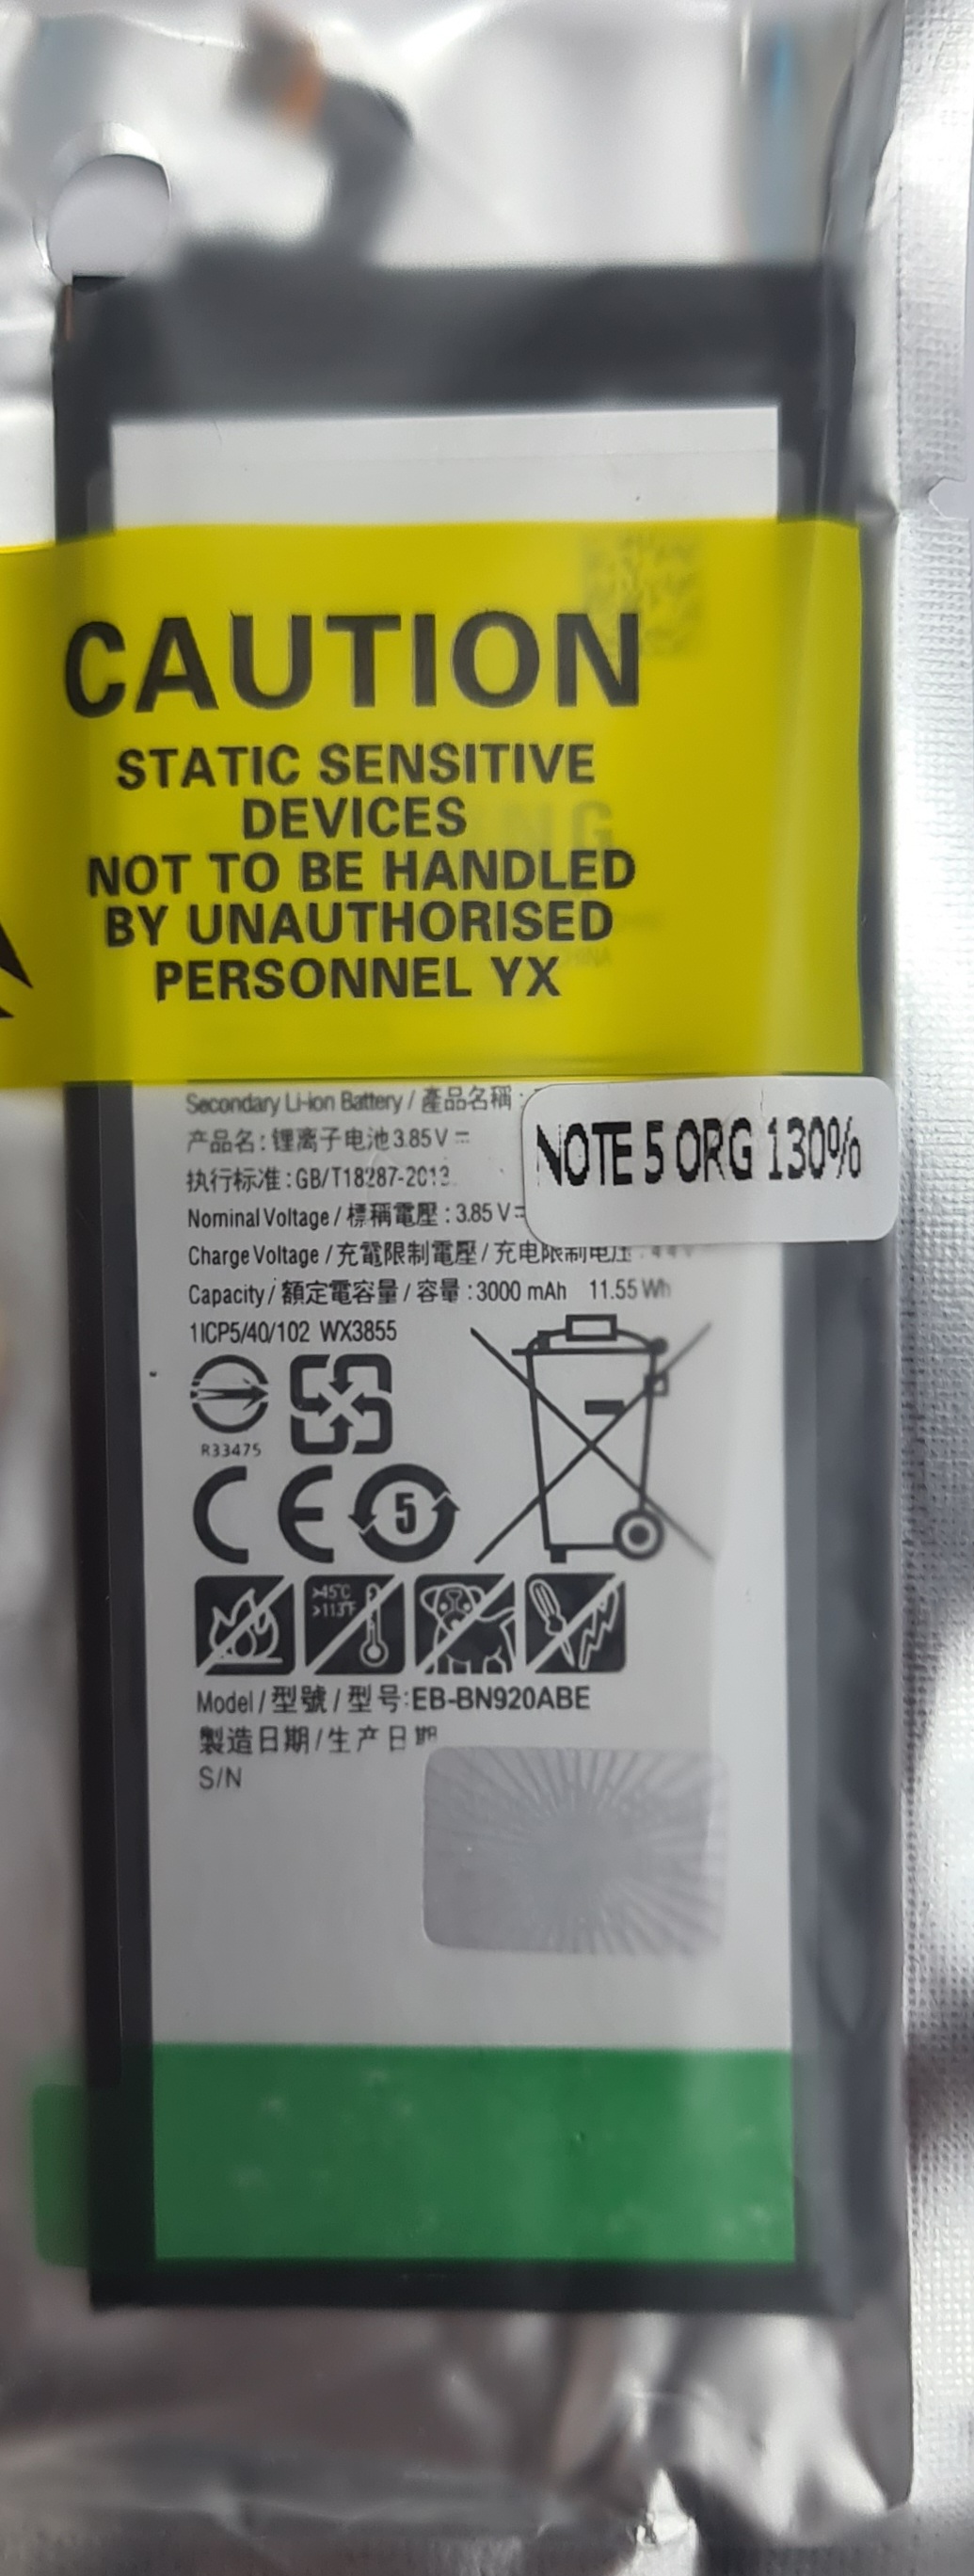 CAUTION
STATIC SENSITIVE
DEVICES
NOT TO BE HANDLED
BY UNAUTHORISED
PERSONNEL YX
Secondary Li-ion Battery / 產品名稱 :
产品名: 锂离子电池 3.85V ⎓
执行标准 : GB/T18287-2013
NOTE 5 ORG 130%
Nominal Voltage / 標稱電壓 : 3.85 V
Charge Voltage / 充電限制電壓 / 充电限制电压 : 4.4 V
Capacity / 額定電容量 / 容量 : 3000 mAh 11.55 Wh
1ICP5/40/102 WX3855
R33475
CE 5
>45°C
>113°F
Model / 型號 / 型号: EB-BN920ABE
製造日期 / 生产日期
S/N